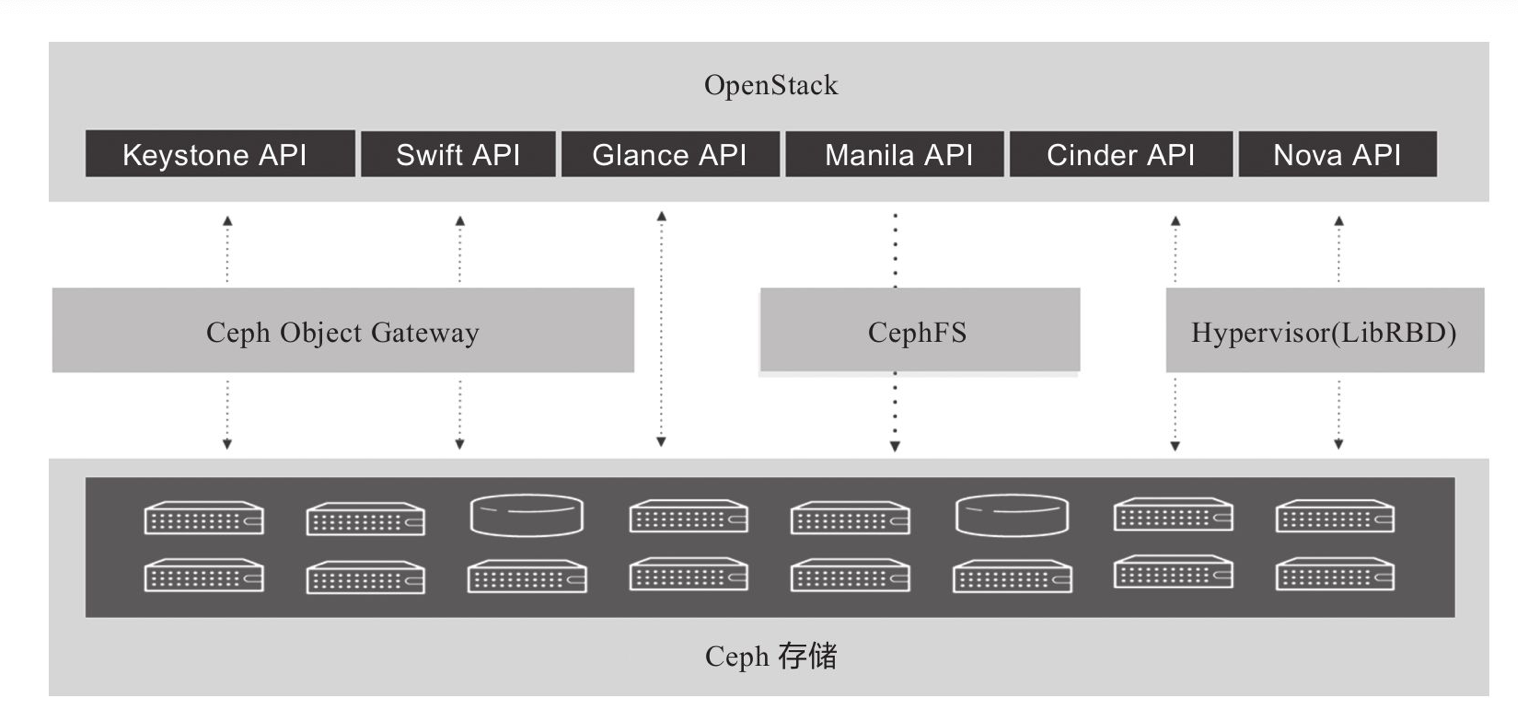 OpenStack
Keystone API
Swift API
Glance API
Manila API
Cinder API
Nova API
Ceph Object Gateway
CephFS
Hypervisor(LibRBD)
Ceph 存储